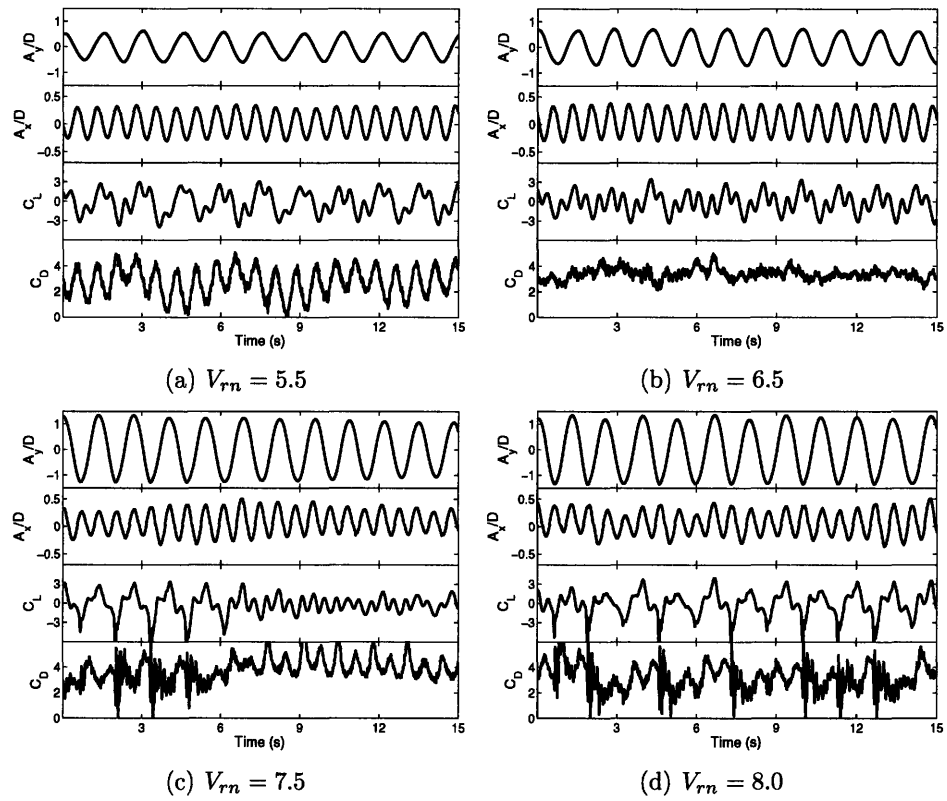 A_y/D
1
0
−1
A_x/D
0.5
0
−0.5
C_L
3
0
−3
C_D
4
2
0
3 6 9 12 15
Time (s)
(a) V_rn = 5.5
A_y/D
1
0
−1
A_x/D
0.5
0
−0.5
C_L
3
0
−3
C_D
4
2
0
3 6 9 12 15
Time (s)
(b) V_rn = 6.5
A_y/D
1
0
−1
A_x/D
0.5
0
−0.5
C_L
3
0
−3
C_D
4
2
0
0 3 6 9 12 15
Time (s)
(c) V_rn = 7.5
A_y/D
1
0
−1
A_x/D
0.5
0
−0.5
C_L
3
0
−3
C_D
4
2
0
0 3 6 9 12 15
Time (s)
(d) V_rn = 8.0